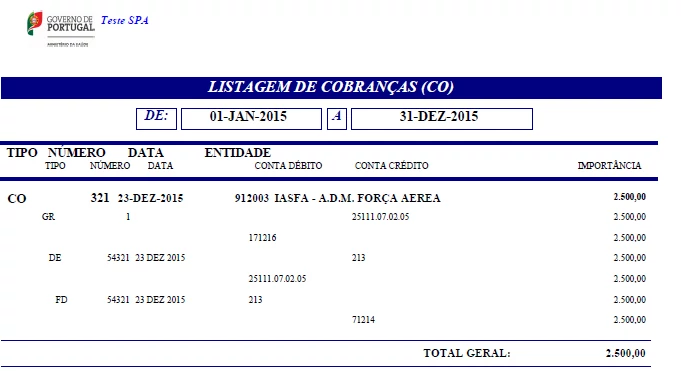 GOVERNO DE
PORTUGAL
MINISTÉRIO DA SAÚDE
Teste SPA
LISTAGEM DE COBRANÇAS (CO)
DE: 01-JAN-2015 A 31-DEZ-2015
TIPO NÚMERO DATA ENTIDADE
TIPO NÚMERO DATA CONTA DÉBITO CONTA CRÉDITO IMPORTÂNCIA
CO 321 23-DEZ-2015 912003 IASFA - A.D.M. FORÇA AEREA 2.500,00
GR 1 25111.07.02.05 2.500,00
171216 2.500,00
DE 54321 23 DEZ 2015 213 2.500,00
25111.07.02.05 2.500,00
FD 54321 23 DEZ 2015 213 2.500,00
71214 2.500,00
TOTAL GERAL: 2.500,00